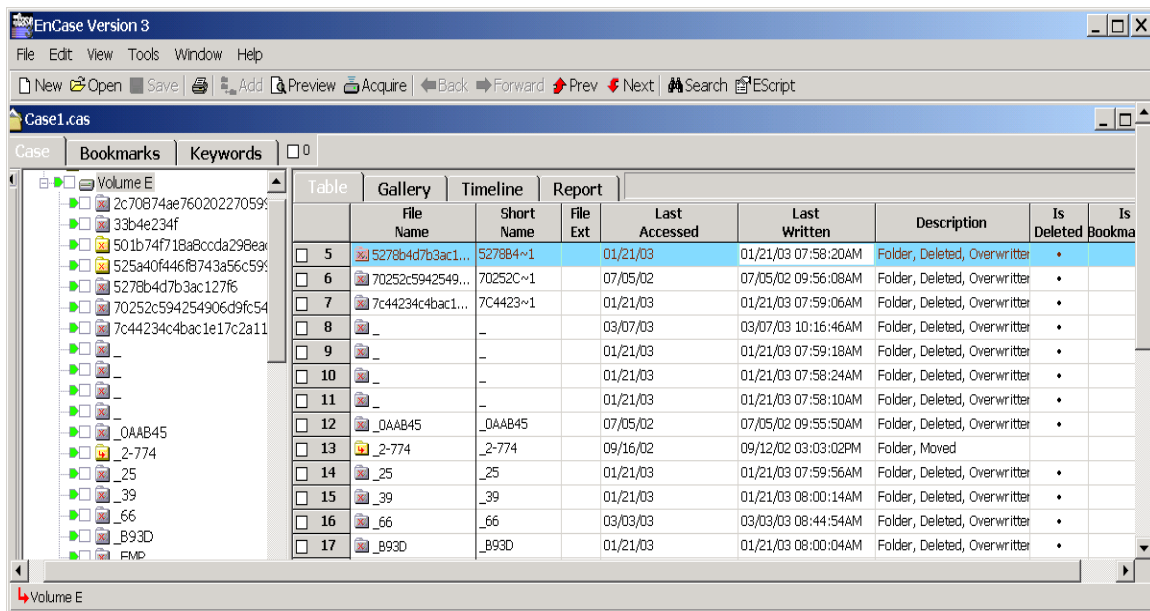 EnCase Version 3
File Edit View Tools Window Help
New Open Save Add Preview Acquire Back Forward Prev Next Search EScript
Case1.cas
Case Bookmarks Keywords 0
Volume E
2c70874ae760202270599
33b4e234f
501b74f718a8ccda298ea
525a40f446f8743a56c599
5278b4d7b3ac127f6
70252c594254906d9fc54
7c44234c4bac1e17c2a11
_
_
_
_
_0AAB45
_2-774
_25
_39
_66
_B93D
_EMP
Table Gallery Timeline Report
File Name Short Name File Ext Last Accessed Last Written Description Is Deleted Is Bookma
5 5278b4d7b3ac1... 5278B4~1 01/21/03 01/21/03 07:58:20AM Folder, Deleted, Overwritter •
6 70252c5942549... 70252C~1 07/05/02 07/05/02 09:56:08AM Folder, Deleted, Overwritter •
7 7c44234c4bac1... 7C4423~1 01/21/03 01/21/03 07:59:06AM Folder, Deleted, Overwritter •
8 _ _ 03/07/03 03/07/03 10:16:46AM Folder, Deleted, Overwritter •
9 _ _ 01/21/03 01/21/03 07:59:18AM Folder, Deleted, Overwritter •
10 _ _ 01/21/03 01/21/03 07:58:24AM Folder, Deleted, Overwritter •
11 _ _ 01/21/03 01/21/03 07:58:10AM Folder, Deleted, Overwritter •
12 _0AAB45 _0AAB45 07/05/02 07/05/02 09:55:50AM Folder, Deleted, Overwritter •
13 _2-774 _2-774 09/16/02 09/12/02 03:03:02PM Folder, Moved
14 _25 _25 01/21/03 01/21/03 07:59:56AM Folder, Deleted, Overwritter •
15 _39 _39 01/21/03 01/21/03 08:00:14AM Folder, Deleted, Overwritter •
16 _66 _66 03/03/03 03/03/03 08:44:54AM Folder, Deleted, Overwritter •
17 _B93D _B93D 01/21/03 01/21/03 08:00:04AM Folder, Deleted, Overwritter •
Volume E